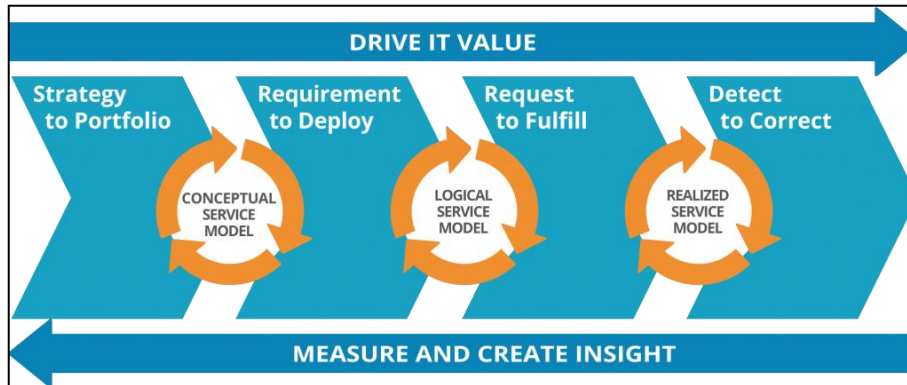 DRIVE IT VALUE
Strategy
to Portfolio
Requirement
to Deploy
Request
to Fulfill
Detect
to Correct
CONCEPTUAL
SERVICE
MODEL
LOGICAL
SERVICE
MODEL
REALIZED
SERVICE
MODEL
MEASURE AND CREATE INSIGHT